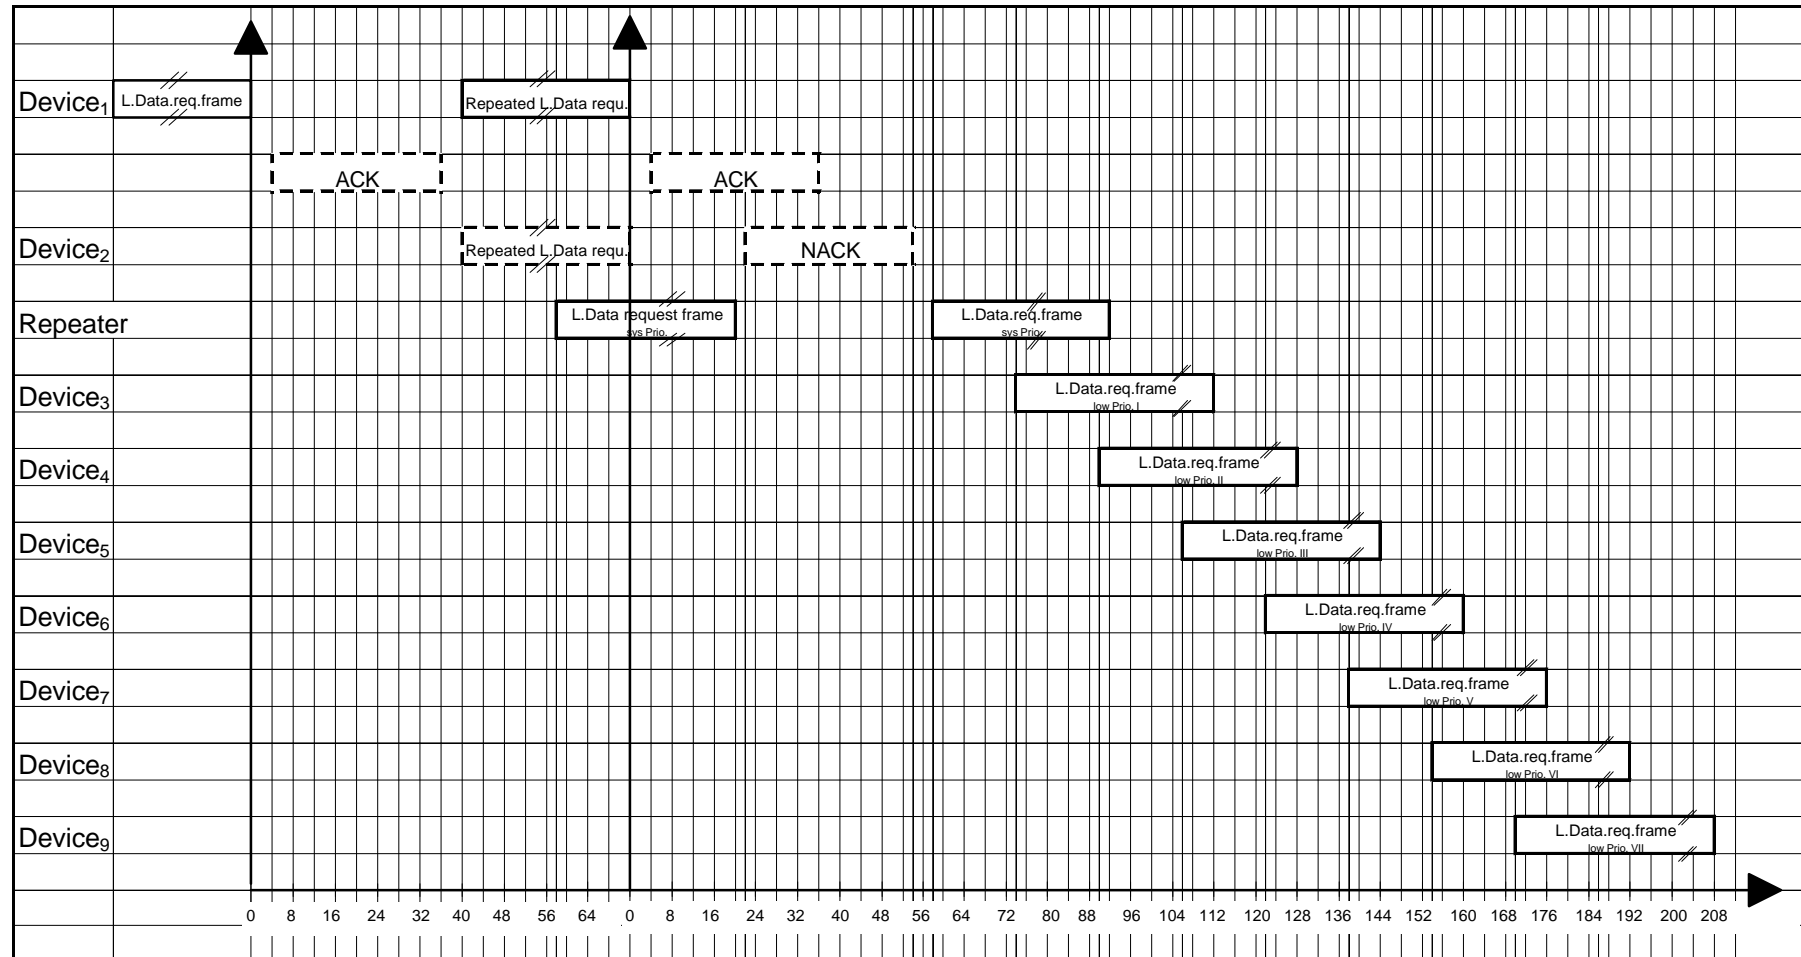 Device1 L.Data.req.frame Repeated L.Data requ.
ACK ACK
Device2 Repeated L.Data requ. NACK
Repeater L.Data request frame L.Data.req.frame
sys Prio. sys Prio.
Device3 L.Data.req.frame
low Prio. I
Device4 L.Data.req.frame
low Prio. II
Device5 L.Data.req.frame
low Prio. III
Device6 L.Data.req.frame
low Prio. IV
Device7 L.Data.req.frame
low Prio. V
Device8 L.Data.req.frame
low Prio. VI
Device9 L.Data.req.frame
low Prio. VII
0 8 16 24 32 40 48 56 64 0 8 16 24 32 40 48 56 64 72 80 88 96 104 112 120 128 136 144 152 160 168 176 184 192 200 208